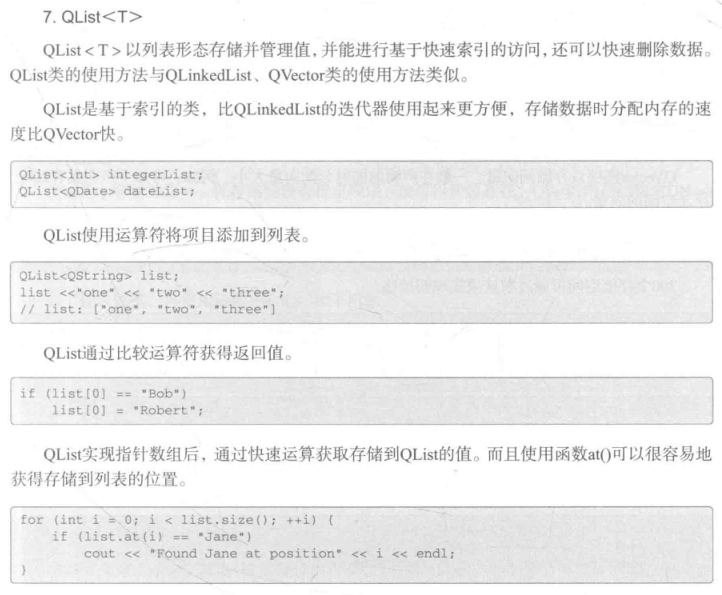 7. QList<T>
QList<T>以列表形态存储并管理值,并能进行基于快速索引的访问,还可以快速删除数据。
QList类的使用方法与QLinkedList、QVector类的使用方法类似。
QList是基于索引的类，比QLinkedList的迭代器使用起来更方便，存储数据时分配内存的速
度比QVector快。
QList<int> integerList;
QList<QDate> dateList;
QList使用运算符将项目添加到列表。
QList<QString> list;
list <<"one" << "two" << "three";
// list: ["one", "two", "three"]
QList通过比较运算符获得返回值。
if (list[0] == "Bob")
    list[0] = "Robert";
QList实现指针数组后，通过快速运算获取存储到QList的值。而且使用函数at()可以很容易地
获得存储到列表的位置。
for (int i = 0; i < list.size(); ++i) {
    if (list.at(i) == "Jane")
        cout << "Found Jane at position" << i << endl;
}